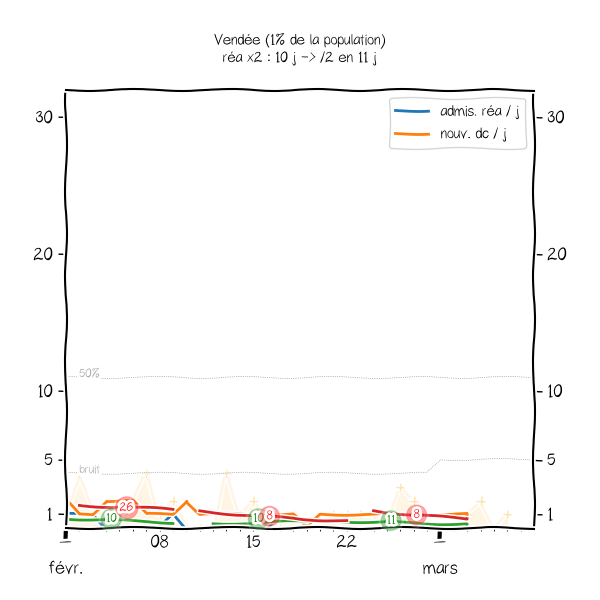 Vendée (1% de la population)
réa x2 : 10 j -> /2 en 11 j
admis. réa / j
nouv. dc / j
30
30
20
20
50%
10
10
5
5
bruit
1
1
26
10
10
8
11
8
08
15
22
févr.
mars